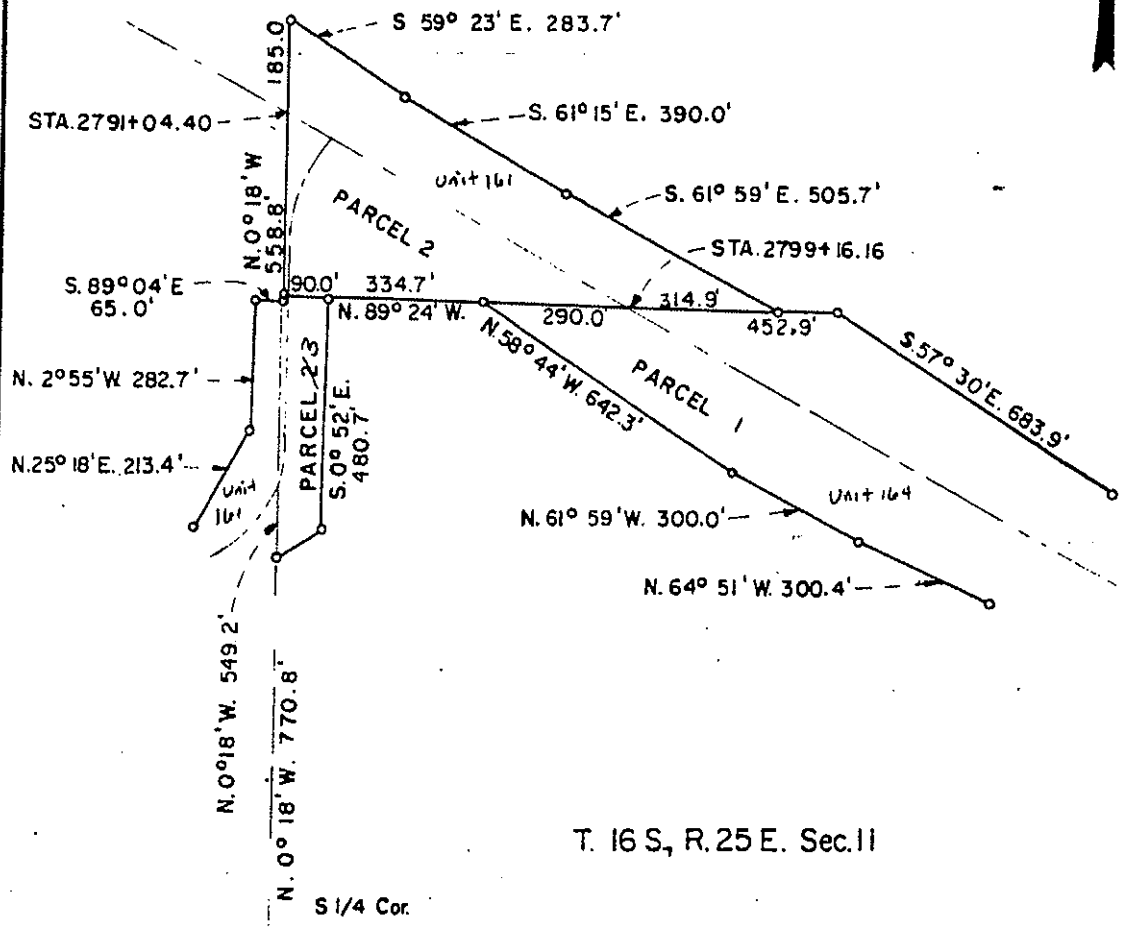 S 59° 23' E. 283.7'
185.0
STA. 2791+04.40
S. 61° 15' E. 390.0'
N. 0° 18' W
558.8'
Unit 161
PARCEL 2
S. 61° 59' E. 505.7'
STA. 2799+16.16
S. 89° 04' E
65.0'
90.0'
334.7'
314.9'
N. 89° 24' W.
290.0'
452.9'
N. 2° 55' W. 282.7'
PARCEL 2 3
S. 0° 52' E.
480.7'
N. 58° 44' W. 642.3'
PARCEL 1
S. 57° 30' E. 683.9'
N. 25° 18' E. 213.4'
Unit
161
Unit 164
N. 61° 59' W. 300.0'
N. 64° 51' W. 300.4'
N. 0° 18' W. 549.2'
N. 0° 18' W. 770.8'
T. 16 S., R. 25 E. Sec. 11
S 1/4 Cor.